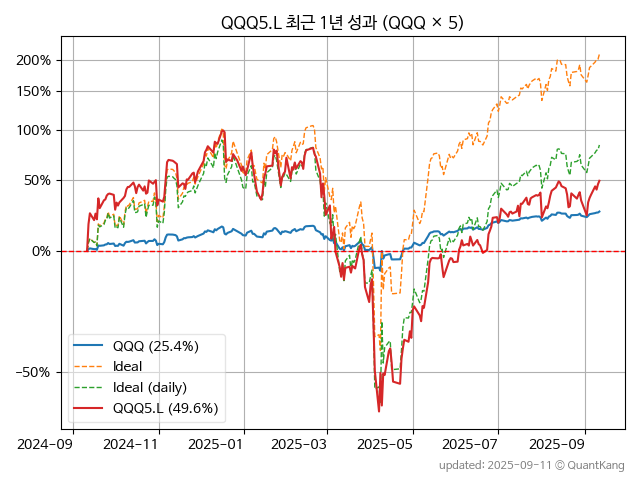 QQQ5.L 최근 1년 성과 (QQQ × 5)
200%
150%
100%
50%
0%
−50%
QQQ (25.4%)
Ideal
Ideal (daily)
QQQ5.L (49.6%)
2024-09 2024-11 2025-01 2025-03 2025-05 2025-07 2025-09
updated: 2025-09-11 © QuantKang